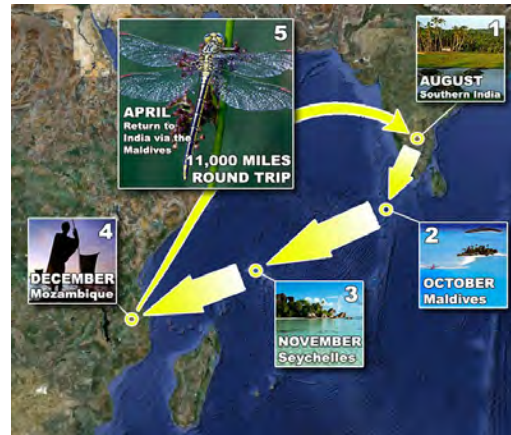 1
AUGUST
Southern India
2
OCTOBER
Maldives
3
NOVEMBER
Seychelles
4
DECEMBER
Mozambique
5
APRIL
Return to
India via the
Maldives
11,000 MILES
ROUND TRIP